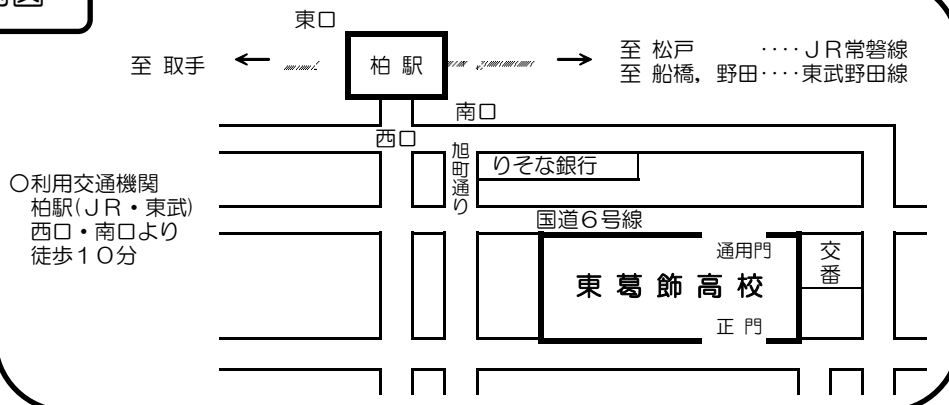 東口
至 取手
柏 駅
至 松戸　　　‥‥ＪＲ常磐線
至 船橋，野田‥‥東武野田線
南口
西口
旭町通り
りそな銀行
○利用交通機関
柏駅(ＪＲ・東武)
西口・南口より
徒歩１０分
国道６号線
通用門
交番
東 葛 飾 高 校
正 門